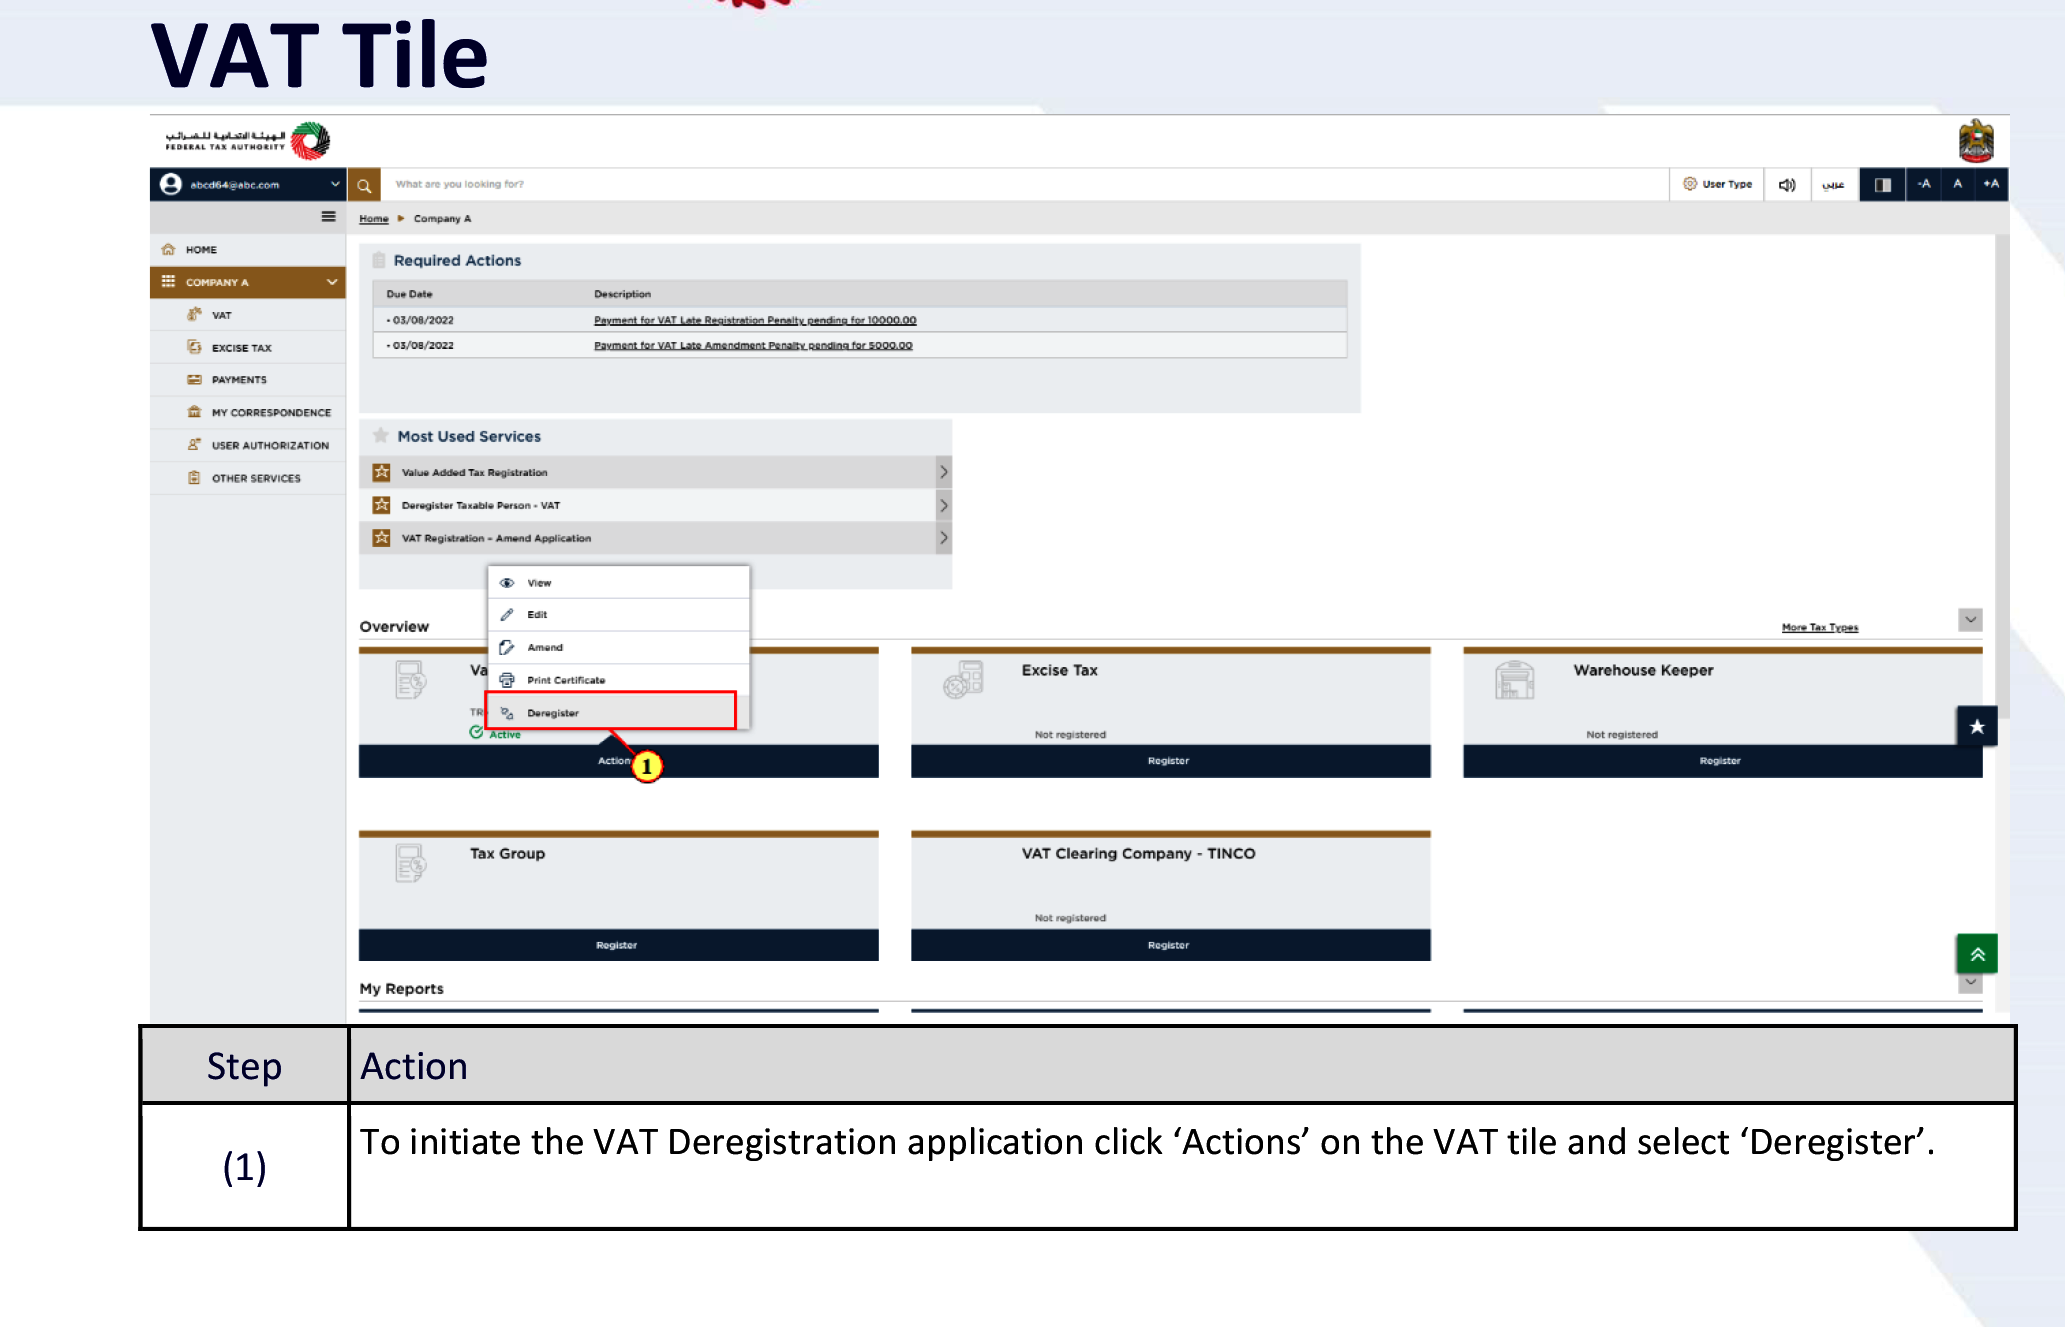 VAT Tile
الهيئة الاتحادية للضرائب
FEDERAL TAX AUTHORITY
abcd64@abc.com
What are you looking for?
User Type
عربي
-A A +A
Home Company A
HOME
COMPANY A
VAT
EXCISE TAX
PAYMENTS
MY CORRESPONDENCE
USER AUTHORIZATION
OTHER SERVICES
Required Actions
Due Date Description
• 03/08/2022 Payment for VAT Late Registration Penalty pending for 10000.00
• 03/08/2022 Payment for VAT Late Amendment Penalty pending for 5000.00
Most Used Services
Value Added Tax Registration
Deregister Taxable Person - VAT
VAT Registration – Amend Application
View
Edit
Amend
Print Certificate
Deregister
Overview
More Tax Types
Active
1
Excise Tax
Not registered
Register
Warehouse Keeper
Not registered
Register
Tax Group
Register
VAT Clearing Company - TINCO
Not registered
Register
My Reports
Step Action
(1) To initiate the VAT Deregistration application click ‘Actions’ on the VAT tile and select ‘Deregister’.